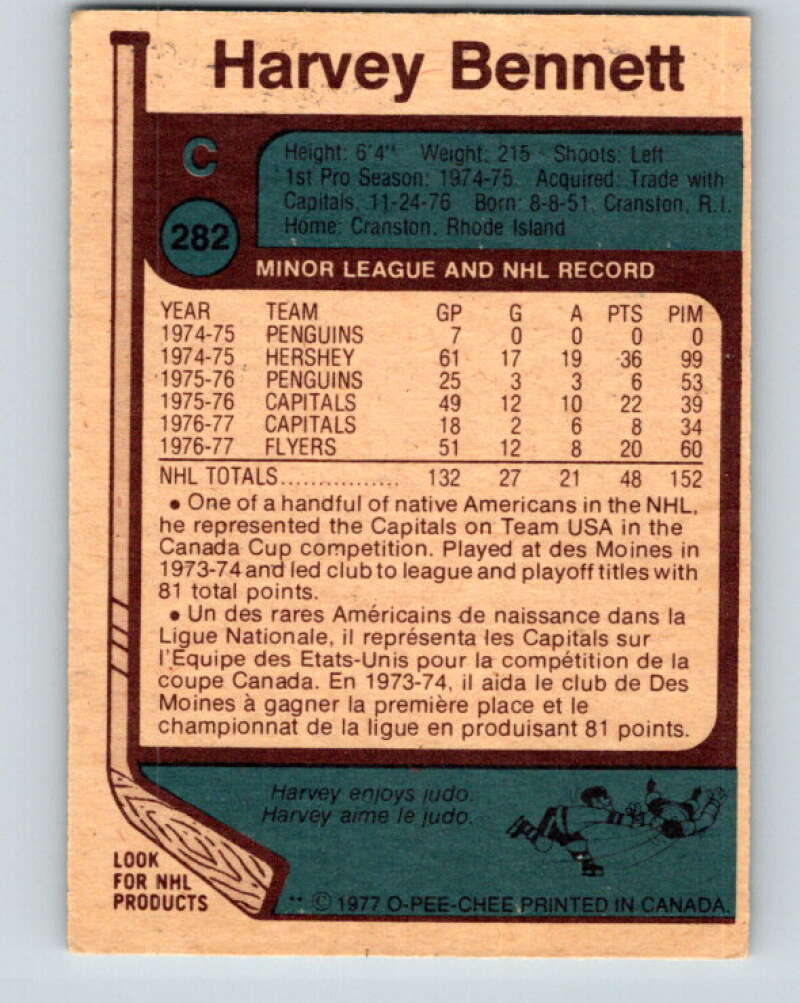 Harvey Bennett
C
Height: 6'4" Weight: 215 Shoots: Left
1st Pro Season: 1974-75. Acquired: Trade with
Capitals, 11-24-76 Born: 8-8-51, Cranston, R.I.
Home: Cranston, Rhode Island
282
MINOR LEAGUE AND NHL RECORD
YEAR TEAM GP G A PTS PIM
1974-75 PENGUINS 7 0 0 0 0
1974-75 HERSHEY 61 17 19 36 99
1975-76 PENGUINS 25 3 3 6 53
1975-76 CAPITALS 49 12 10 22 39
1976-77 CAPITALS 18 2 6 8 34
1976-77 FLYERS 51 12 8 20 60
NHL TOTALS................ 132 27 21 48 152
• One of a handful of native Americans in the NHL,
he represented the Capitals on Team USA in the
Canada Cup competition. Played at des Moines in
1973-74 and led club to league and playoff titles with
81 total points.
• Un des rares Américains de naissance dans la
Ligue Nationale, il représenta les Capitals sur
l'Équipe des Etats-Unis pour la compétition de la
coupe Canada. En 1973-74, il aida le club de Des
Moines à gagner la première place et le
championnat de la ligue en produisant 81 points.
Harvey enjoys judo.
Harvey aime le judo.
LOOK
FOR NHL
PRODUCTS
** © 1977 O-PEE-CHEE PRINTED IN CANADA.